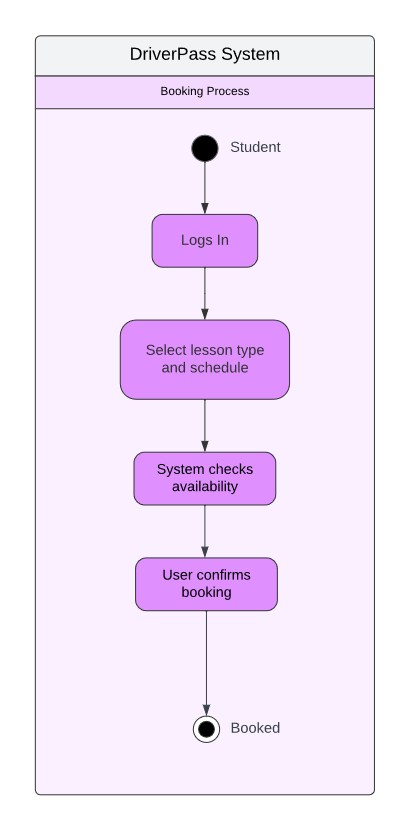 DriverPass System
Booking Process
Student
Logs In
Select lesson type
and schedule
System checks
availability
User confirms
booking
Booked